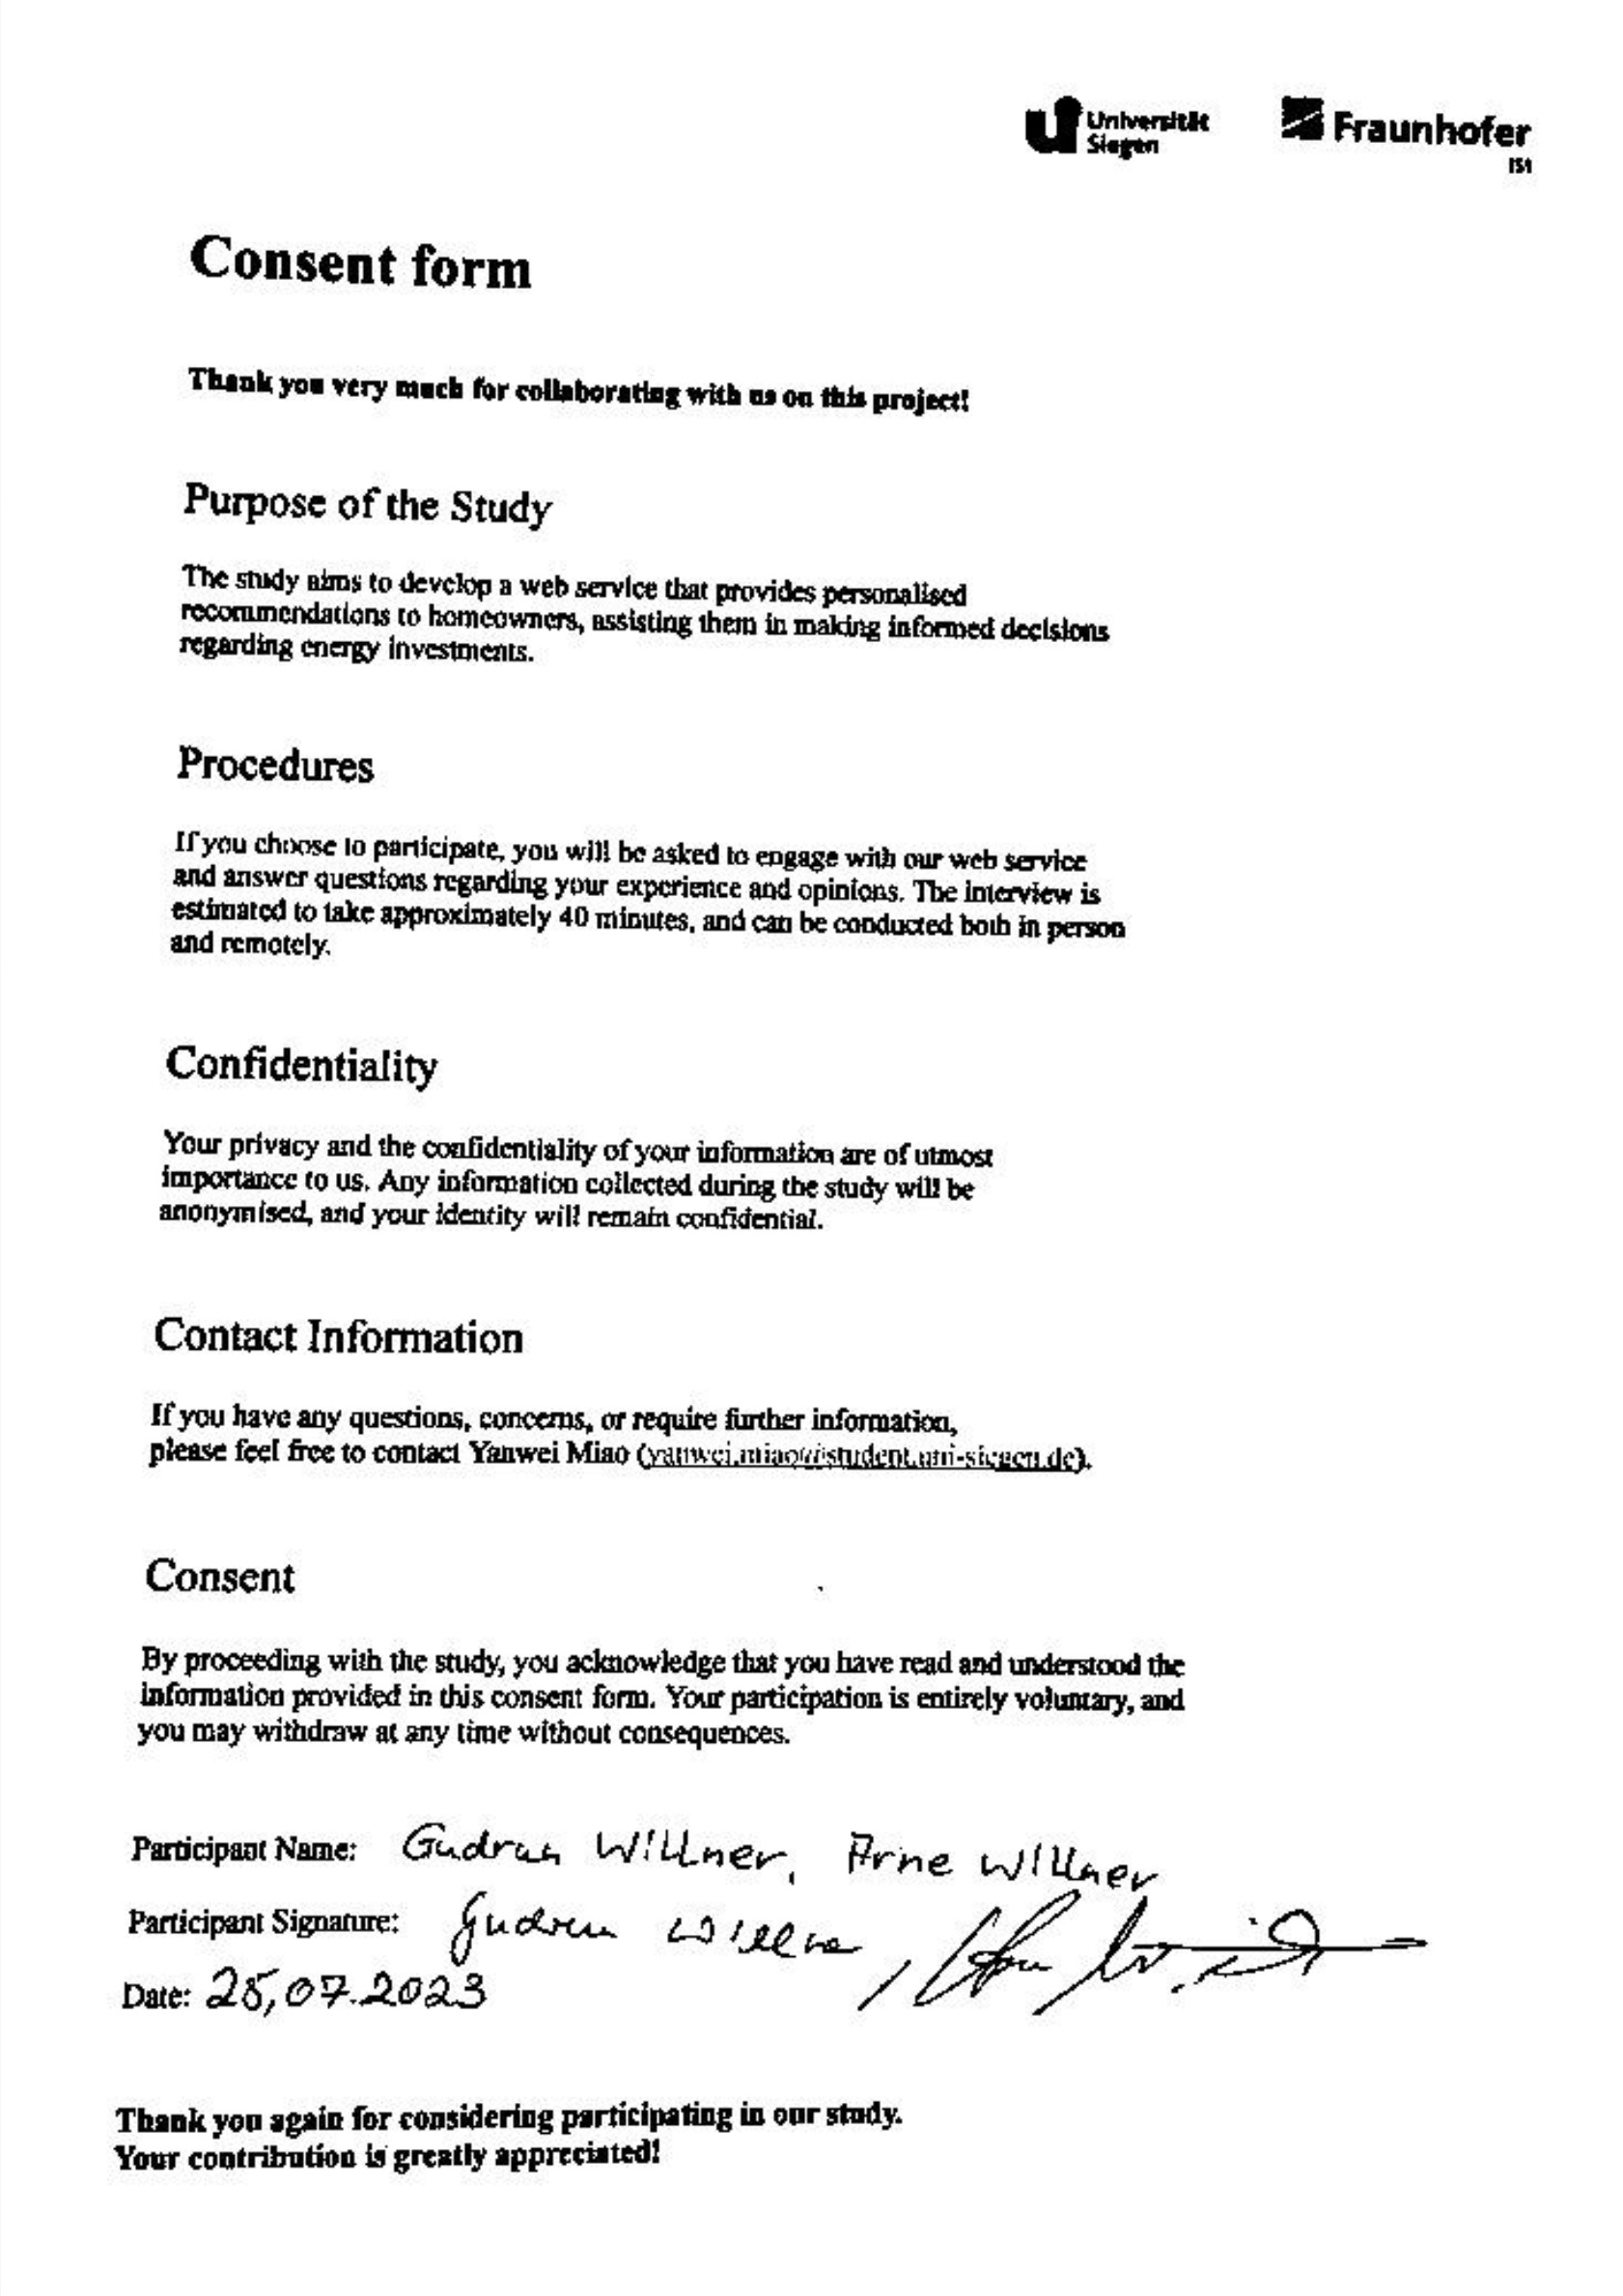 Universität
Siegen
Fraunhofer
ISI
Consent form
Thank you very much for collaborating with us on this project!
Purpose of the Study
The study aims to develop a web service that provides personalised
recommendations to homeowners, assisting them in making informed decisions
regarding energy investments.
Procedures
If you choose to participate, you will be asked to engage with our web service
and answer questions regarding your experience and opinions. The interview is
estimated to take approximately 40 minutes, and can be conducted both in person
and remotely.
Confidentiality
Your privacy and the confidentiality of your information are of utmost
importance to us. Any information collected during the study will be
anonymised, and your identity will remain confidential.
Contact Information
If you have any questions, concerns, or require further information,
please feel free to contact Yanwei Miao (yanwei.miao@student.uni-siegen.de).
Consent
By proceeding with the study, you acknowledge that you have read and understood the
information provided in this consent form. Your participation is entirely voluntary, and
you may withdraw at any time without consequences.
Participant Name: Gudrun Willner, Arne Willner
Participant Signature: Gudrun Willner,
Date: 25,07.2023
Thank you again for considering participating in our study.
Your contribution is greatly appreciated!